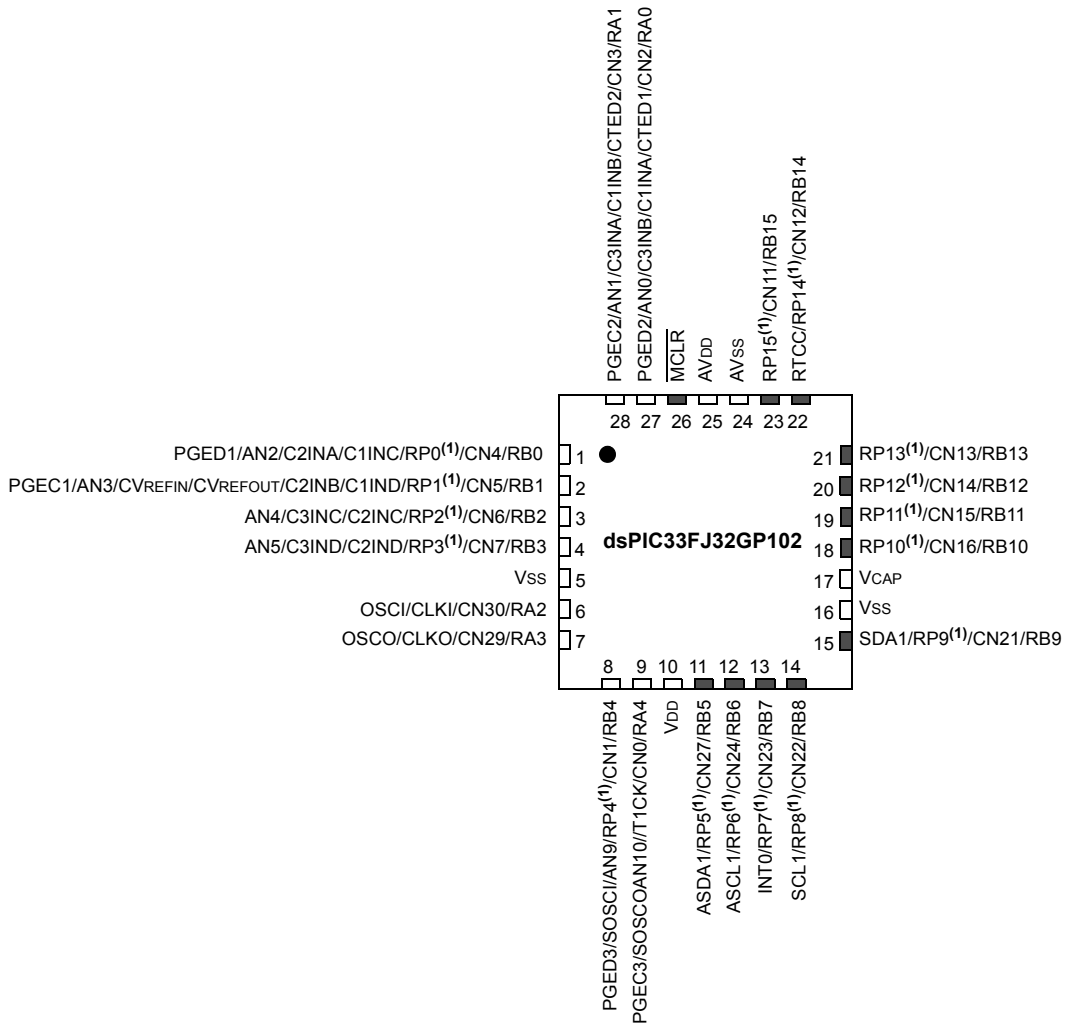 PGEC2/AN1/C3INA/C1INB/CTED2/CN3/RA1
PGED2/AN0/C3INB/C1INA/CTED1/CN2/RA0
MCLR
AVDD
AVSS
RP15(1)/CN11/RB15
RTCC/RP14(1)/CN12/RB14
28 27 26 25 24 23 22
PGED1/AN2/C2INA/C1INC/RP0(1)/CN4/RB0 1
PGEC1/AN3/CVREFIN/CVREFOUT/C2INB/C1IND/RP1(1)/CN5/RB1 2
AN4/C3INC/C2INC/RP2(1)/CN6/RB2 3
AN5/C3IND/C2IND/RP3(1)/CN7/RB3 4
VSS 5
OSCI/CLKI/CN30/RA2 6
OSCO/CLKO/CN29/RA3 7
dsPIC33FJ32GP102
21 RP13(1)/CN13/RB13
20 RP12(1)/CN14/RB12
19 RP11(1)/CN15/RB11
18 RP10(1)/CN16/RB10
17 VCAP
16 VSS
15 SDA1/RP9(1)/CN21/RB9
8 9 10 11 12 13 14
PGED3/SOSCI/AN9/RP4(1)/CN1/RB4
PGEC3/SOSCOAN10//T1CK/CN0/RA4
VDD
ASDA1/RP5(1)/CN27/RB5
ASCL1/RP6(1)/CN24/RB6
INT0/RP7(1)/CN23/RB7
SCL1/RP8(1)/CN22/RB8